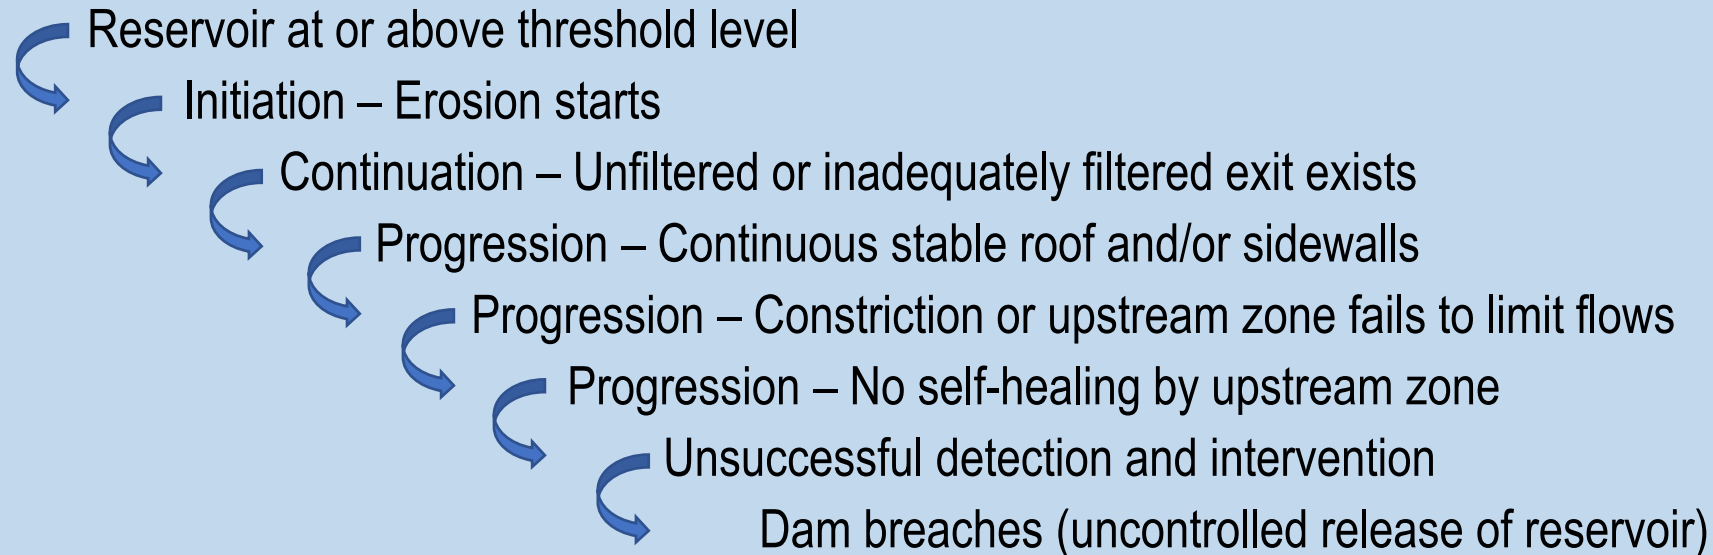 Reservoir at or above threshold level
Initiation – Erosion starts
Continuation – Unfiltered or inadequately filtered exit exists
Progression – Continuous stable roof and/or sidewalls
Progression – Constriction or upstream zone fails to limit flows
Progression – No self-healing by upstream zone
Unsuccessful detection and intervention
Dam breaches (uncontrolled release of reservoir)